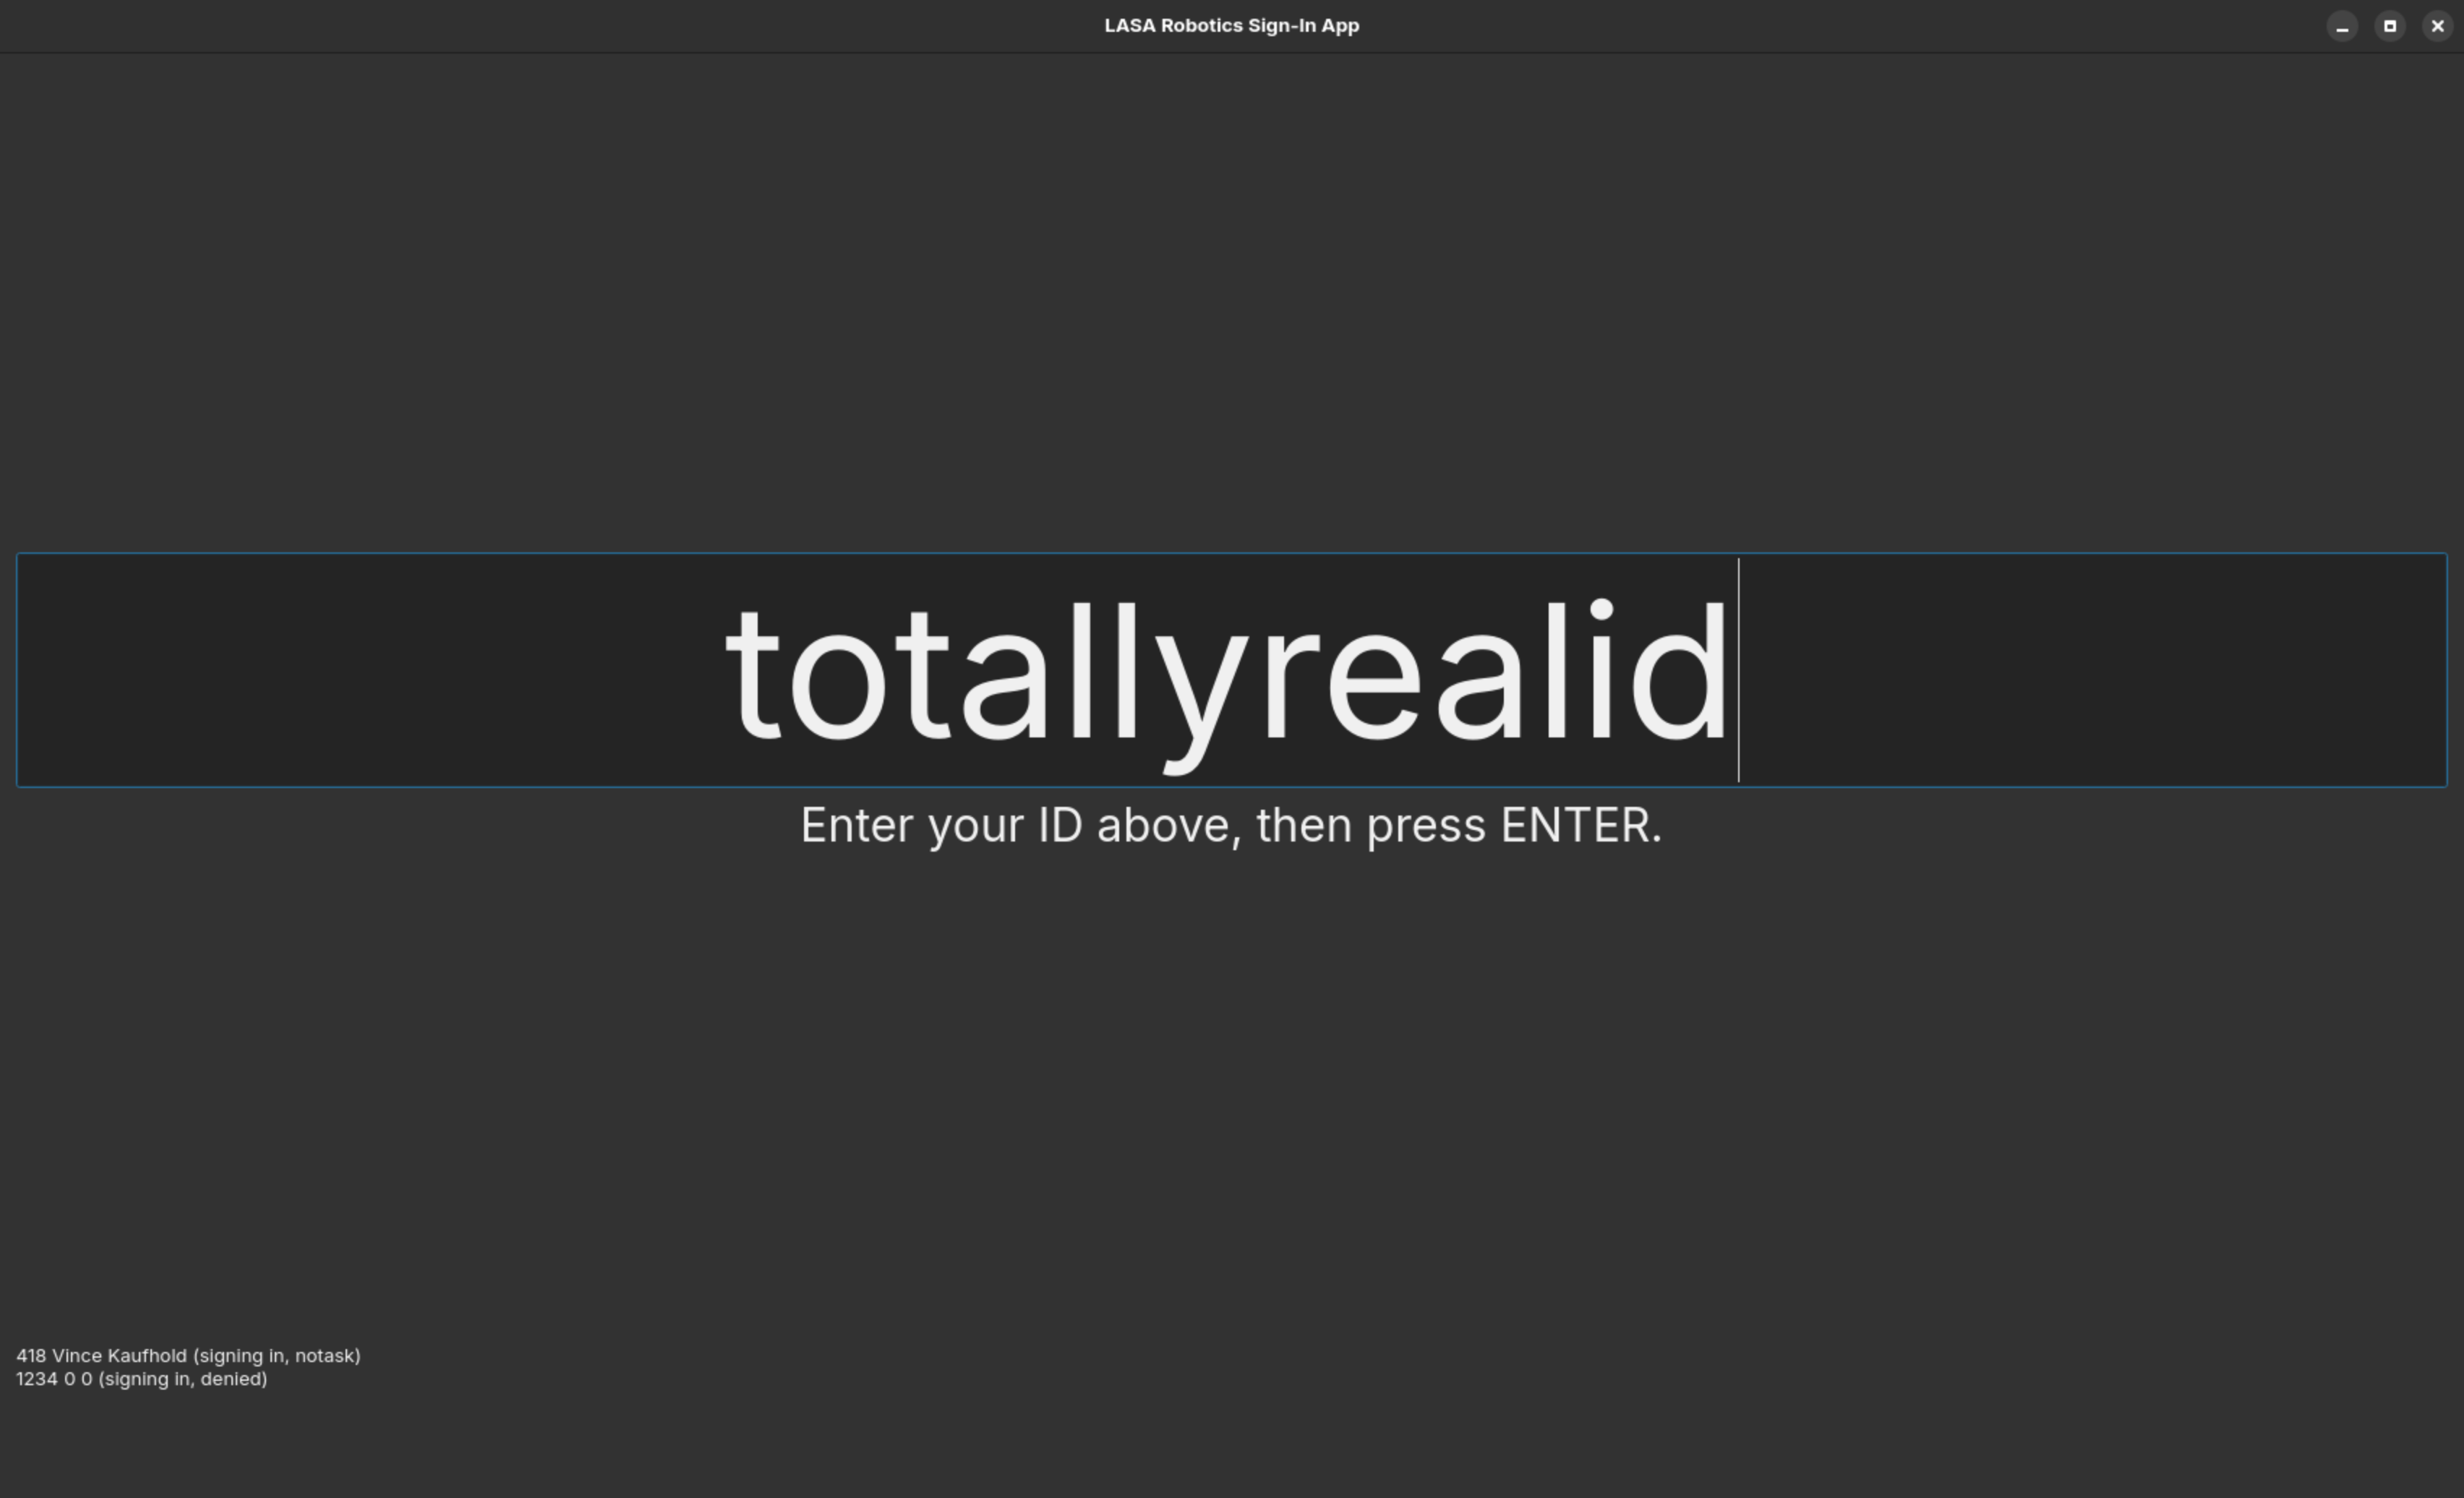 LASA Robotics Sign-In App
totallyrealid
Enter your ID above, then press ENTER.
418 Vince Kaufhold (signing in, notask)
1234 0 0 (signing in, denied)